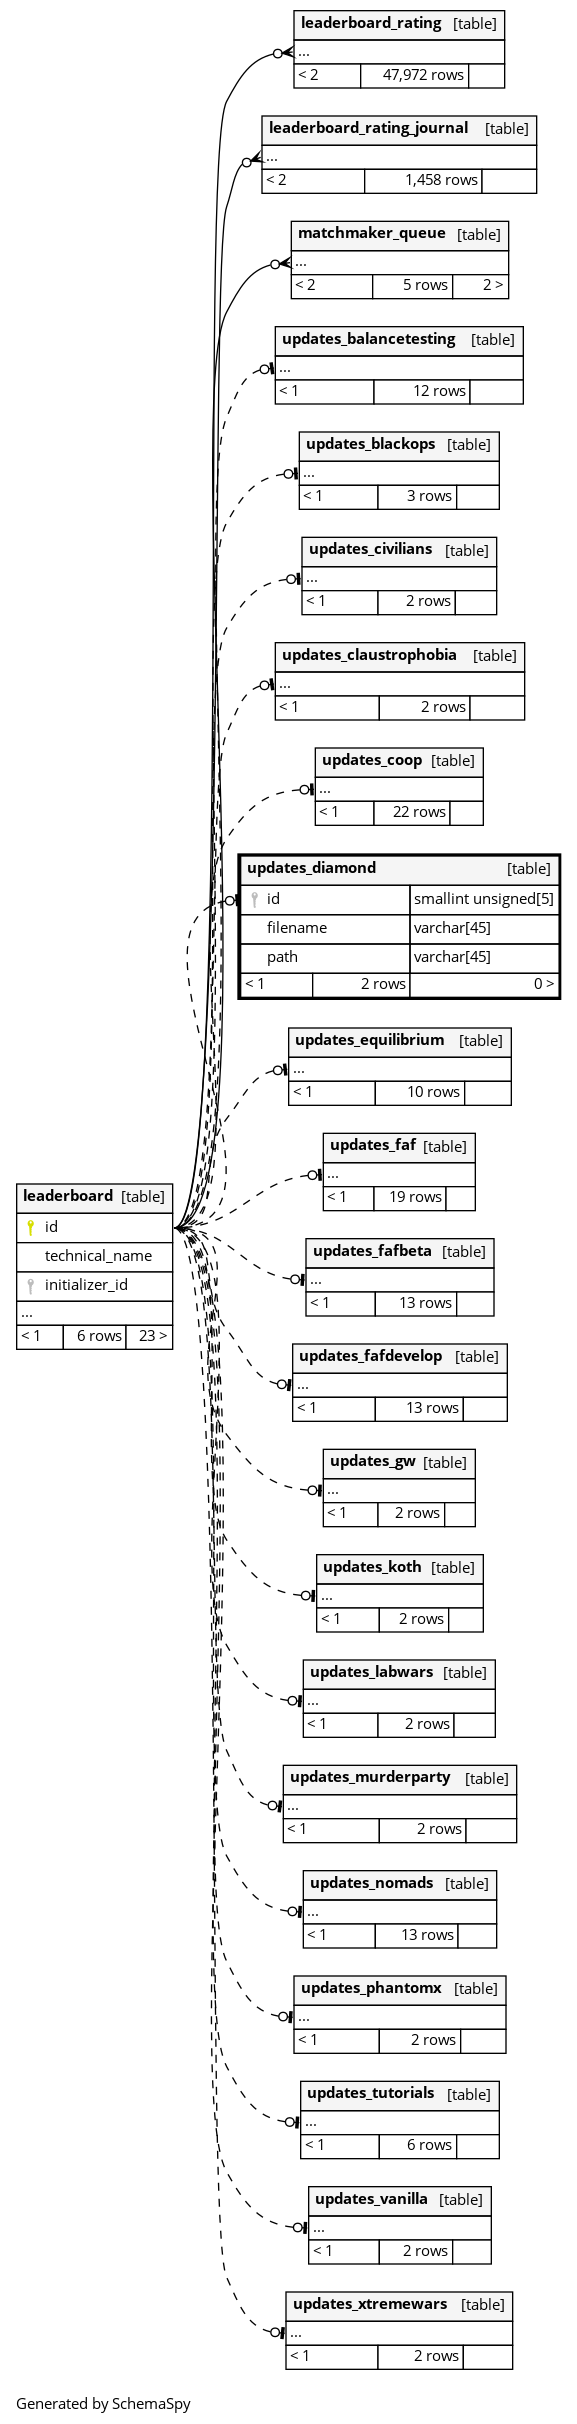 leaderboard_rating [table]
...
< 2 47,972 rows
leaderboard_rating_journal [table]
...
< 2 1,458 rows
matchmaker_queue [table]
...
< 2 5 rows 2 >
updates_balancetesting [table]
...
< 1 12 rows
updates_blackops [table]
...
< 1 3 rows
updates_civilians [table]
...
< 1 2 rows
updates_claustrophobia [table]
...
< 1 2 rows
updates_coop [table]
...
< 1 22 rows
updates_diamond [table]
id smallint unsigned[5]
filename varchar[45]
path varchar[45]
< 1 2 rows 0 >
updates_equilibrium [table]
...
< 1 10 rows
updates_faf [table]
...
< 1 19 rows
leaderboard [table]
id
technical_name
initializer_id
...
< 1 6 rows 23 >
updates_fafbeta [table]
...
< 1 13 rows
updates_fafdevelop [table]
...
< 1 13 rows
updates_gw [table]
...
< 1 2 rows
updates_koth [table]
...
< 1 2 rows
updates_labwars [table]
...
< 1 2 rows
updates_murderparty [table]
...
< 1 2 rows
updates_nomads [table]
...
< 1 13 rows
updates_phantomx [table]
...
< 1 2 rows
updates_tutorials [table]
...
< 1 6 rows
updates_vanilla [table]
...
< 1 2 rows
updates_xtremewars [table]
...
< 1 2 rows
Generated by SchemaSpy